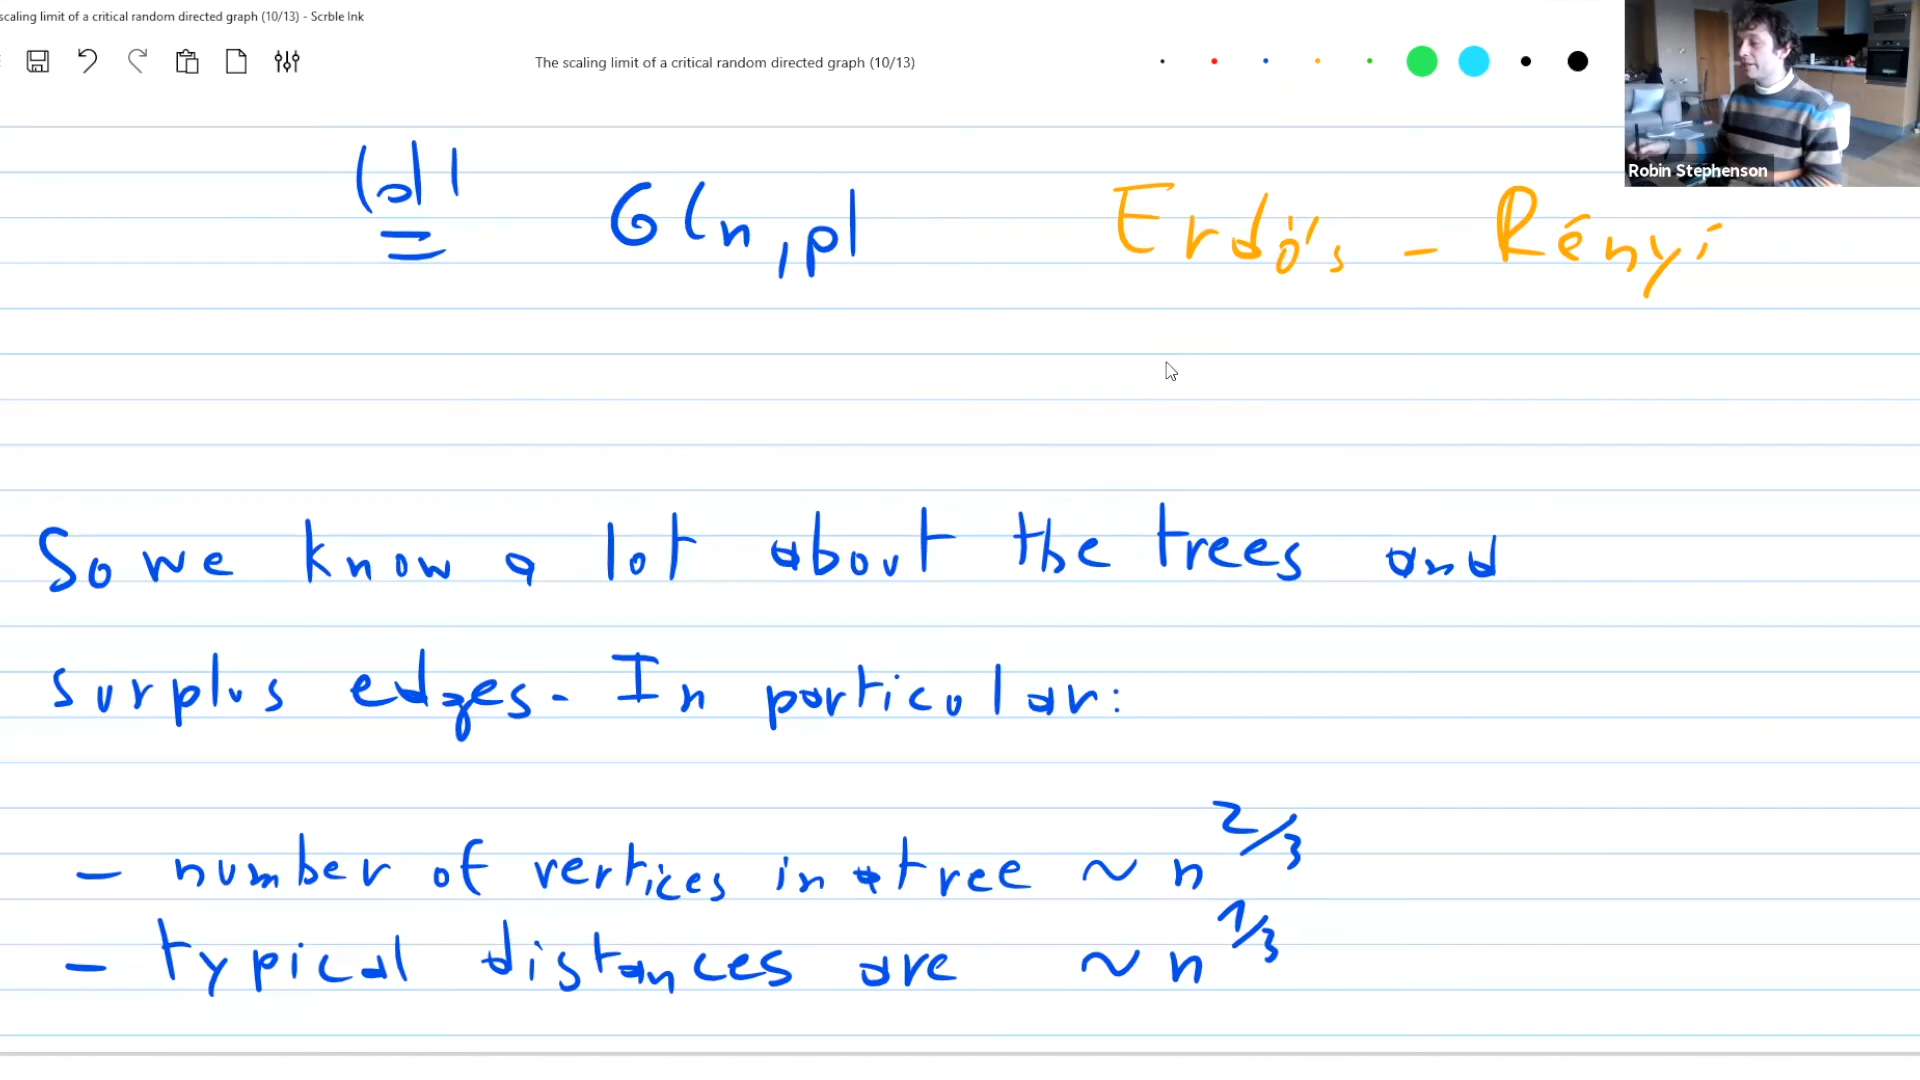 scaling limit of a critical random directed graph (10/13) - Scrble Ink
The scaling limit of a critical random directed graph (10/13)
Robin Stephenson
(d)
= G(n,p) Erdős - Rényi
So we know a lot about the trees and
surplus edges. In particular:
- number of vertices in a tree ~ n^2/3
- typical distances are ~ n^1/3